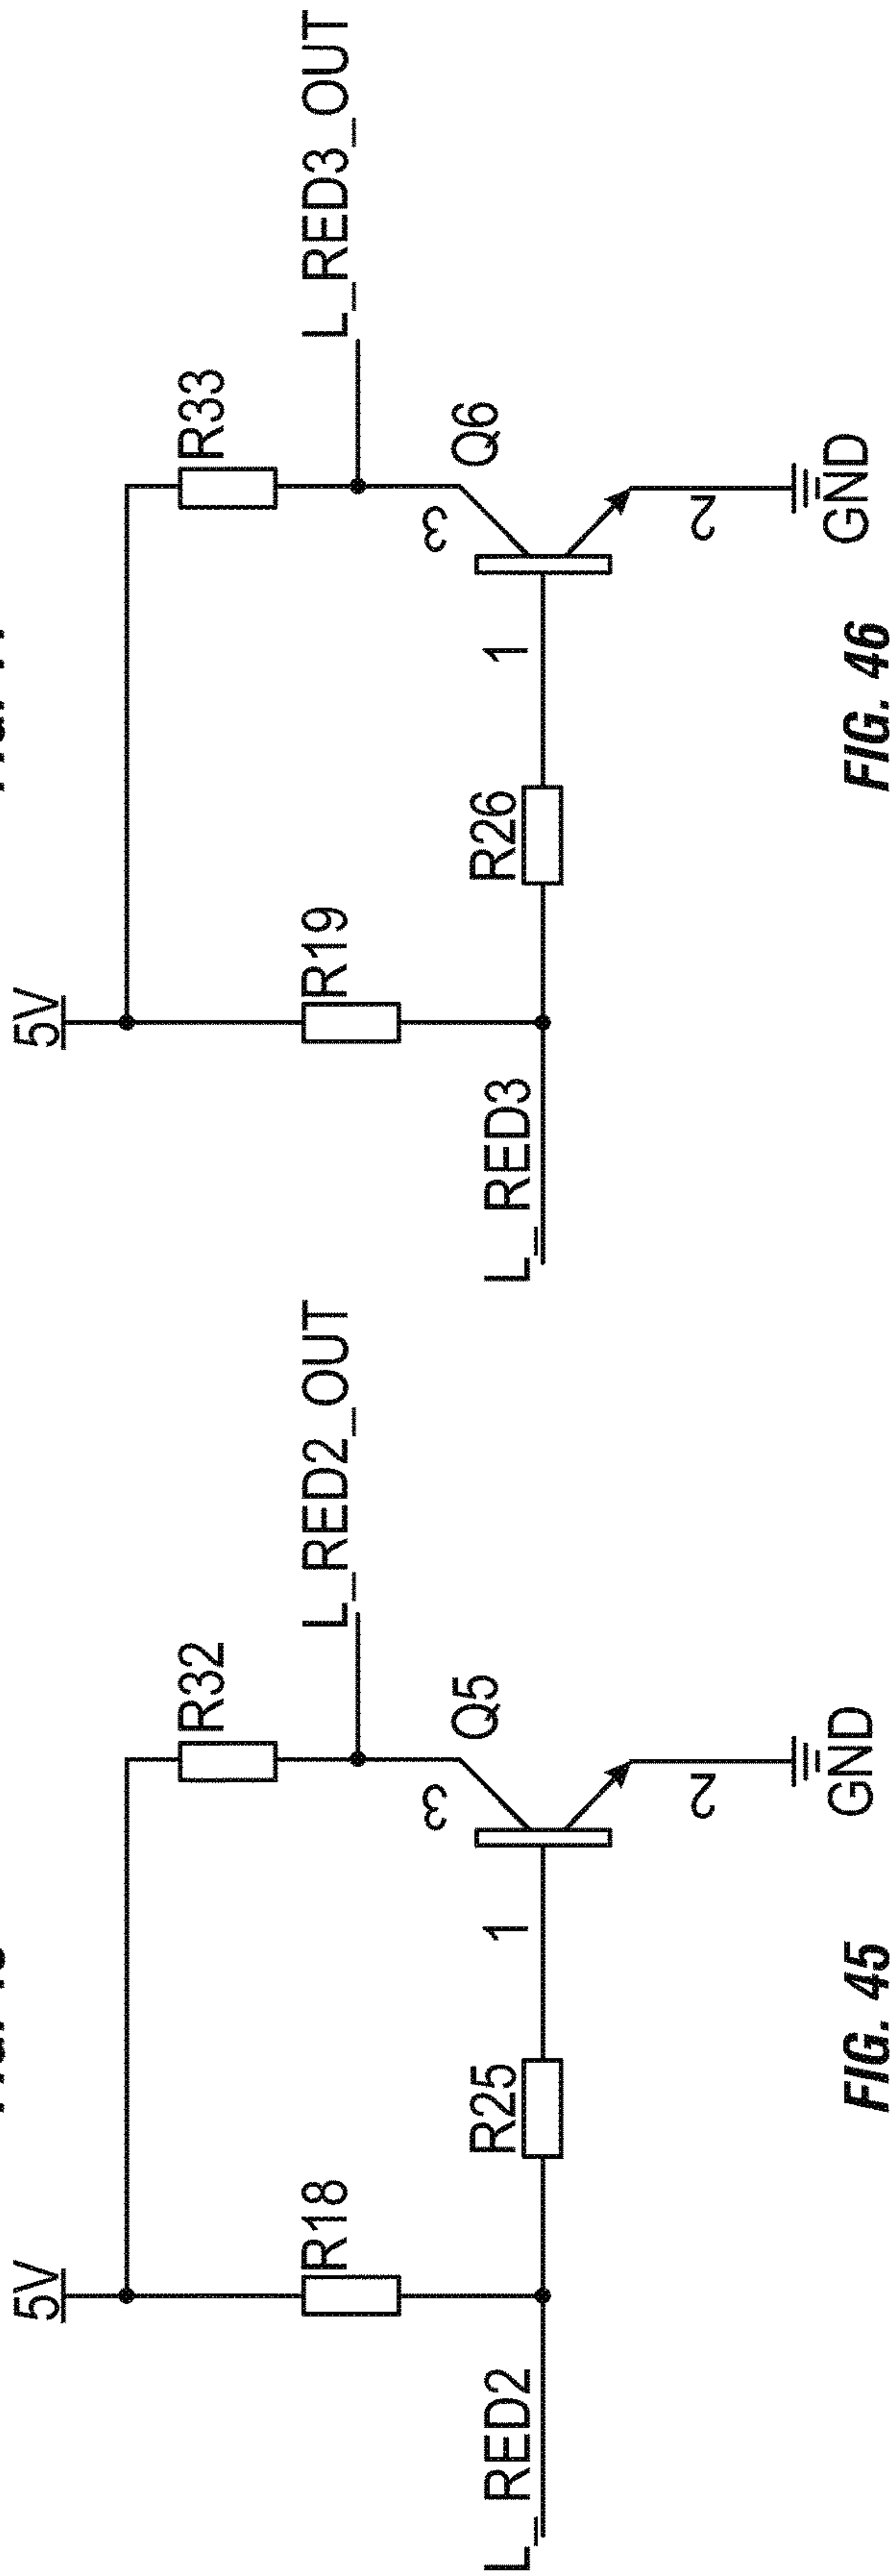 5V
R18
R32
L_RED2_OUT
L_RED2
R25
1
3
Q5
2
GND
FIG. 45
5V
R19
R33
L_RED3_OUT
L_RED3
R26
1
3
Q6
2
GND
FIG. 46